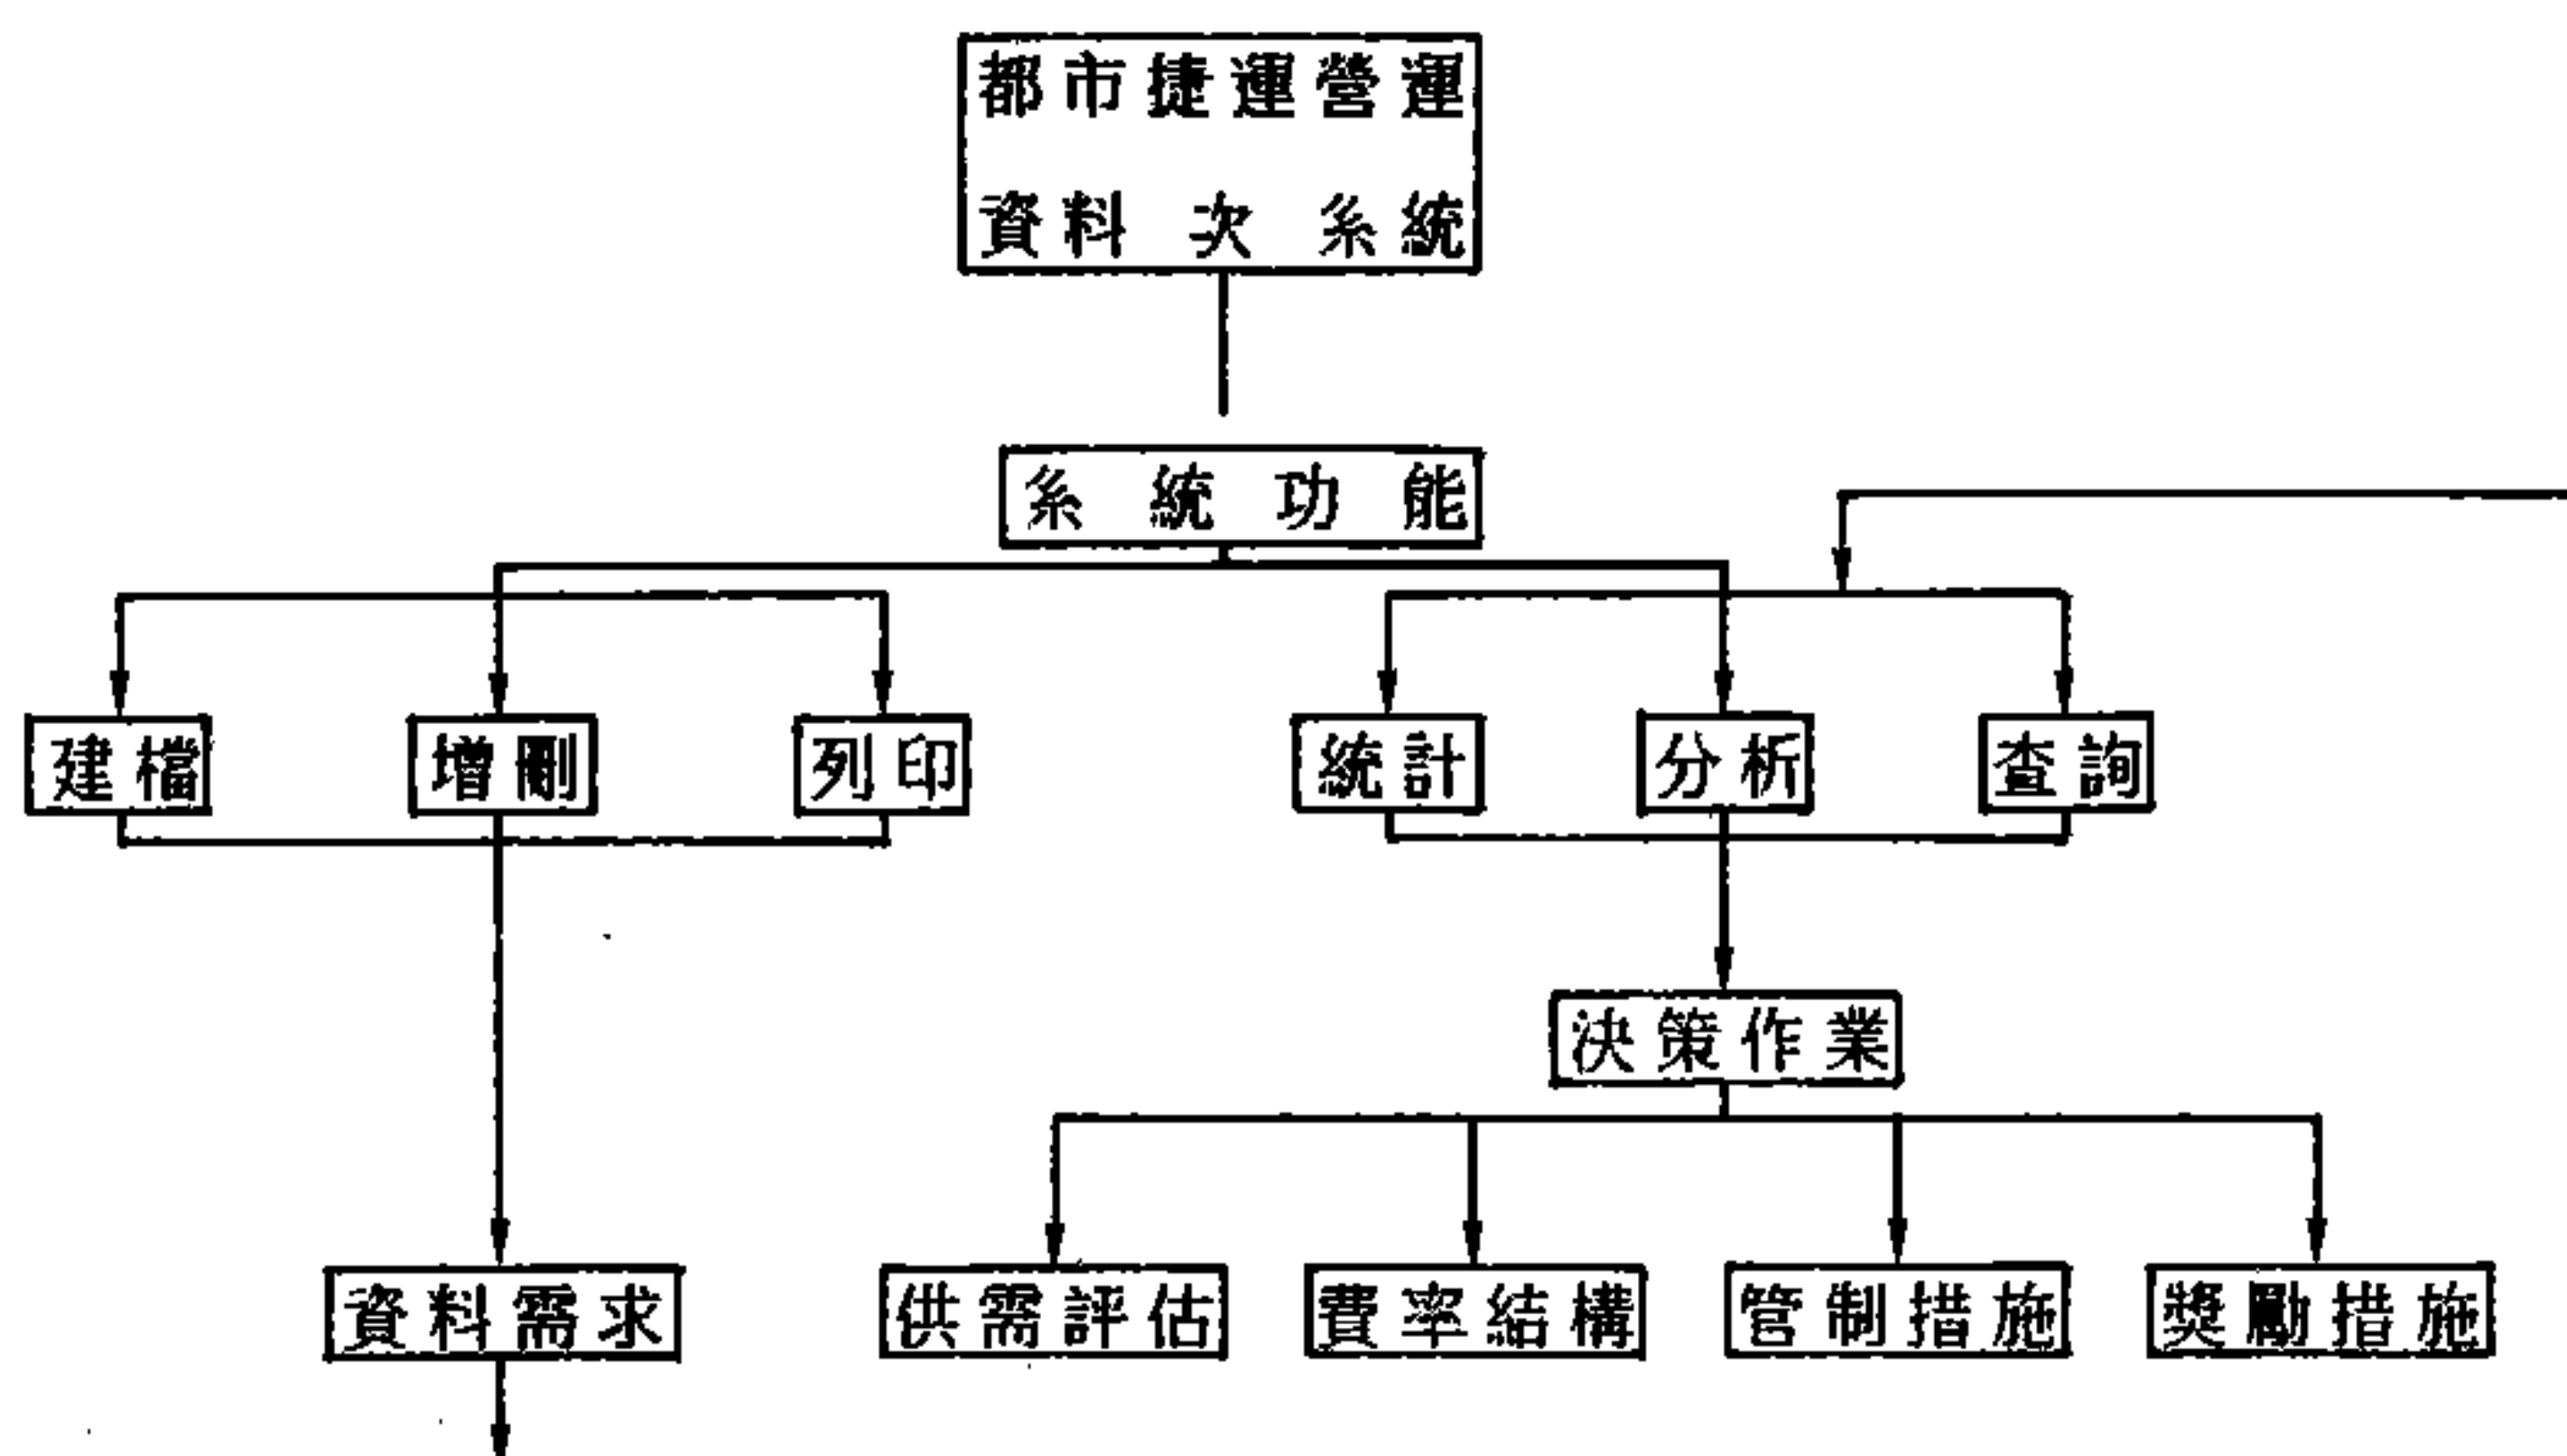 都市捷運營運
資料次系統
系統功能
建檔
增刪
列印
統計
分析
查詢
決策作業
資料需求
供需評估
費率結構
管制措施
獎勵措施